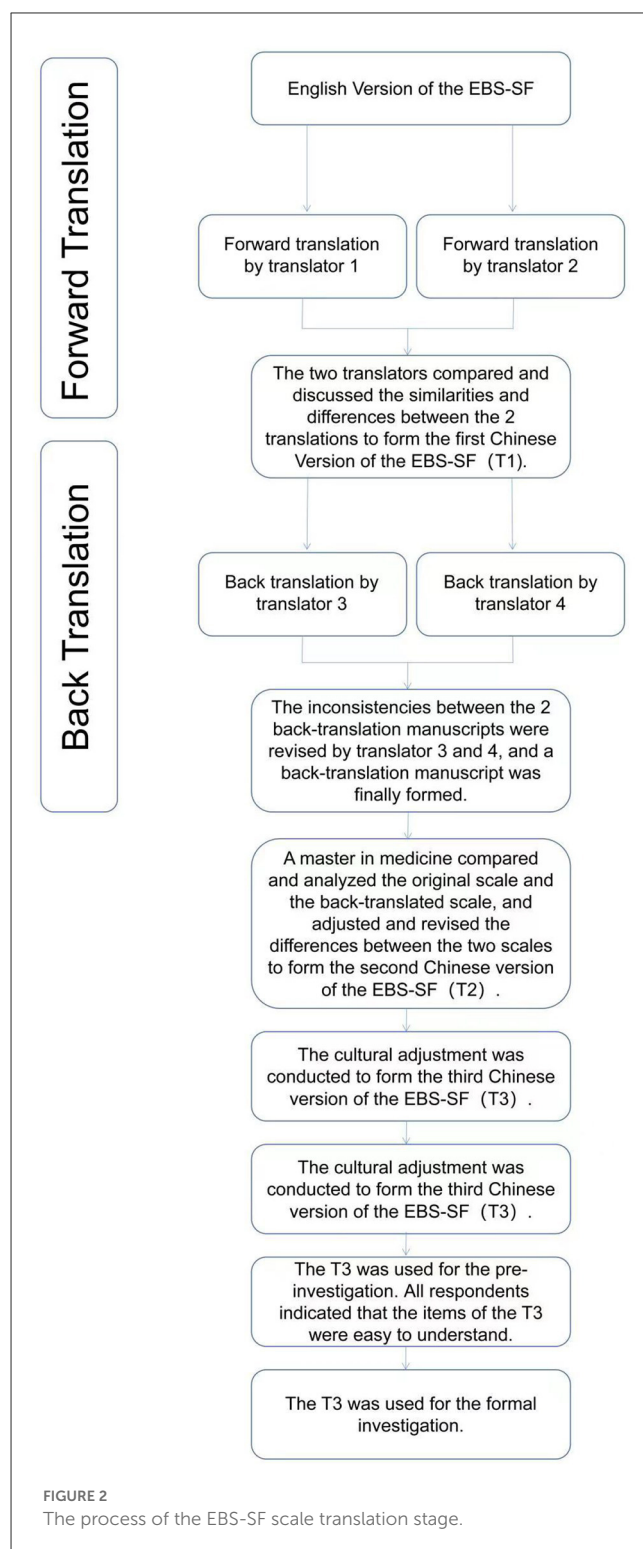 Forward Translation
English Version of the EBS-SF
Forward translation
by translator 1
Forward translation
by translator 2
The two translators compared and
discussed the similarities and
differences between the 2
translations to form the first Chinese
Version of the EBS-SF（T1).
Back Translation
Back translation by
translator 3
Back translation by
translator 4
The inconsistencies between the 2
back-translation manuscripts were
revised by translator 3 and 4, and a
back-translation manuscript was
finally formed.
A master in medicine compared
and analyzed the original scale and
the back-translated scale, and
adjusted and revised the
differences between the two scales
to form the second Chinese version
of the EBS-SF（T2）.
The cultural adjustment was
conducted to form the third Chinese
version of the EBS-SF（T3）.
The cultural adjustment was
conducted to form the third Chinese
version of the EBS-SF（T3）.
The T3 was used for the pre-
investigation. All respondents
indicated that the items of the T3
were easy to understand.
The T3 was used for the formal
investigation.
FIGURE 2
The process of the EBS-SF scale translation stage.